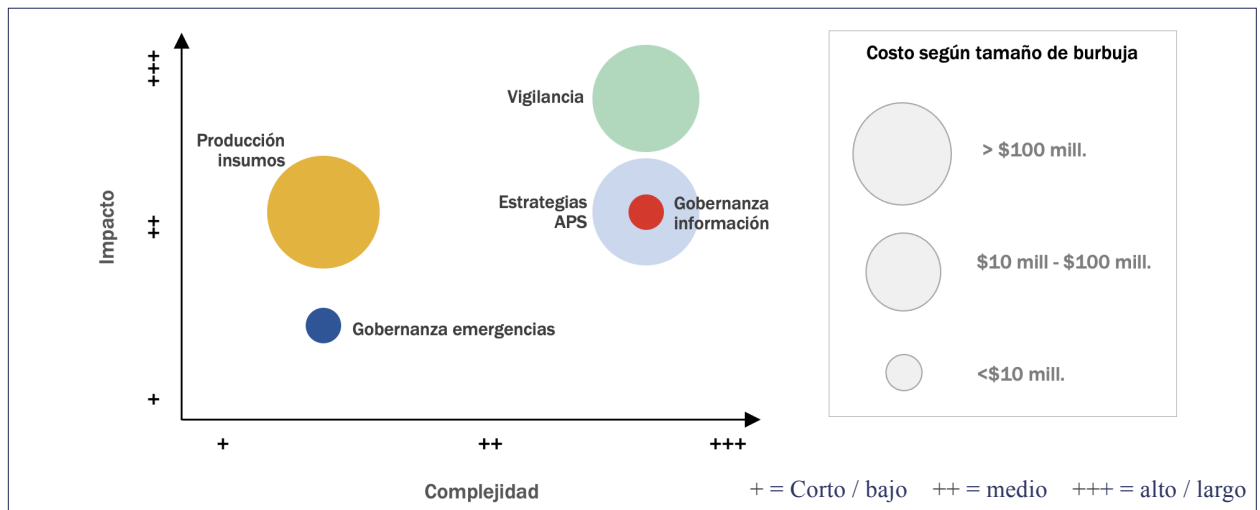 +++
Impacto
++
+
Producción
insumos
Vigilancia
Estrategias
APS
Gobernanza
información
Gobernanza emergencias
+ ++ +++
Complejidad
Costo según tamaño de burbuja
> $100 mill.
$10 mill - $100 mill.
<$10 mill.
+ = Corto / bajo ++ = medio +++ = alto / largo